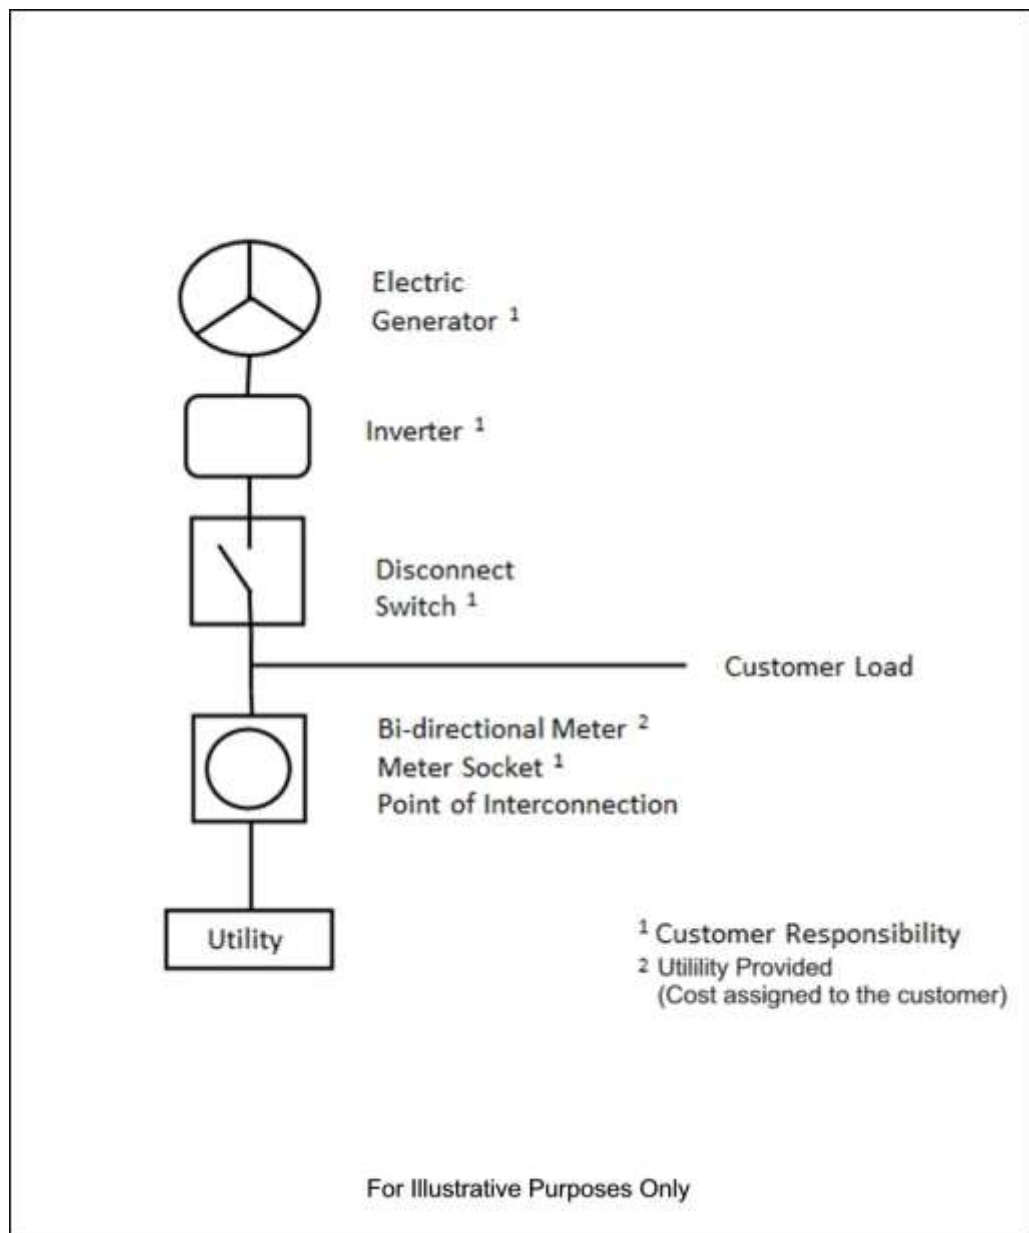 Electric
Generator ¹
Inverter ¹
Disconnect
Switch ¹
Customer Load
Bi-directional Meter ²
Meter Socket ¹
Point of Interconnection
Utility
¹ Customer Responsibility
² Utilility Provided
(Cost assigned to the customer)
For Illustrative Purposes Only